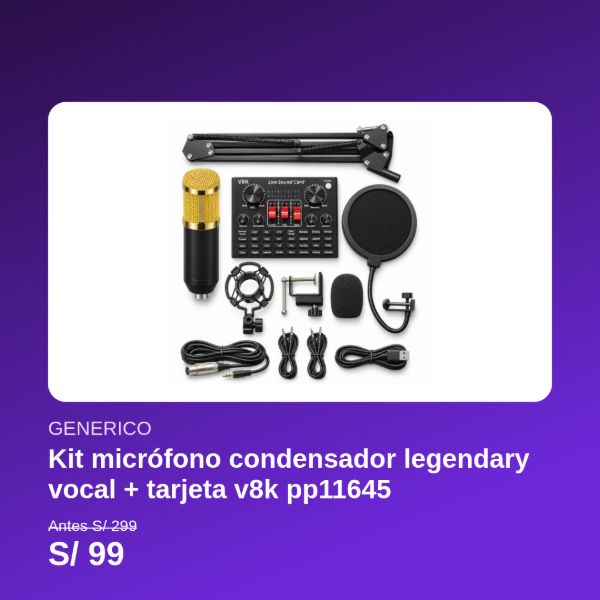 V8K
Live Sound Card
GENERICO
Kit micrófono condensador legendary
vocal + tarjeta v8k pp11645
Antes S/ 299
S/ 99